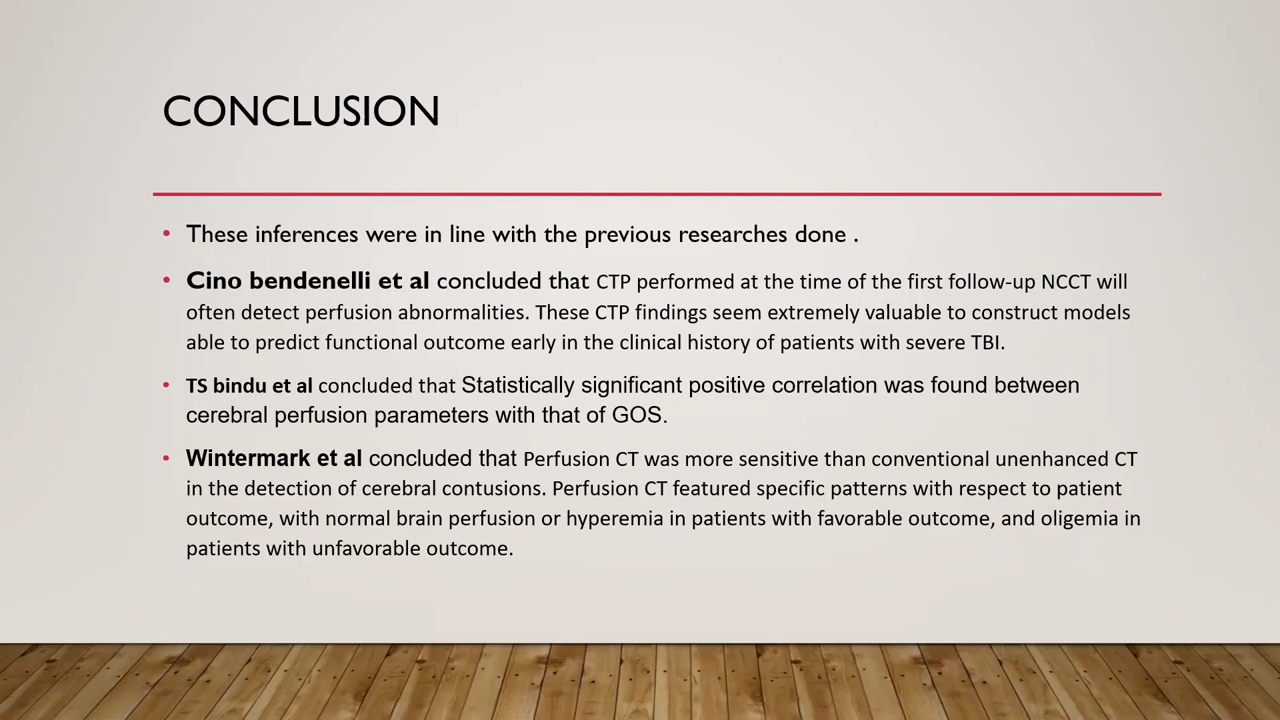 CONCLUSION
• These inferences were in line with the previous researches done .
• Cino bendenelli et al concluded that CTP performed at the time of the first follow-up NCCT will
often detect perfusion abnormalities. These CTP findings seem extremely valuable to construct models
able to predict functional outcome early in the clinical history of patients with severe TBI.
• TS bindu et al concluded that Statistically significant positive correlation was found between
cerebral perfusion parameters with that of GOS.
• Wintermark et al concluded that Perfusion CT was more sensitive than conventional unenhanced CT
in the detection of cerebral contusions. Perfusion CT featured specific patterns with respect to patient
outcome, with normal brain perfusion or hyperemia in patients with favorable outcome, and oligemia in
patients with unfavorable outcome.